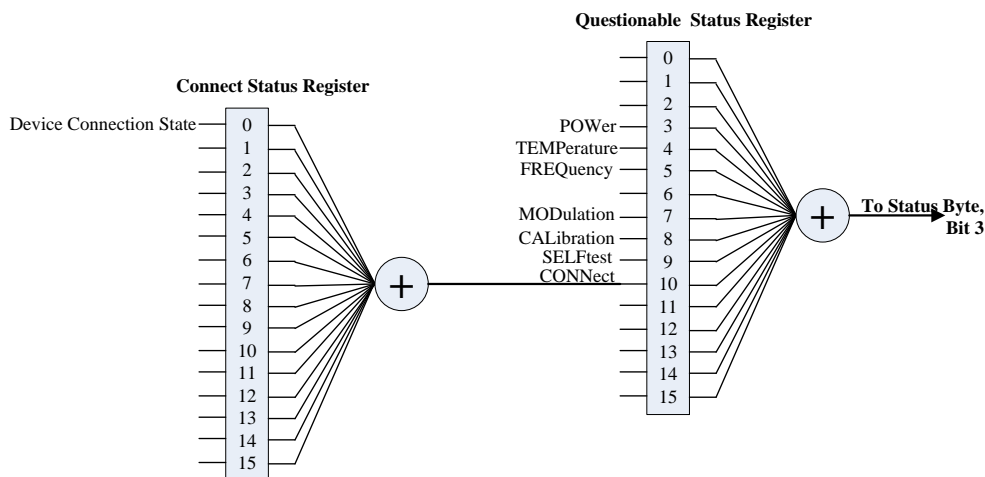 Questionable Status Register
0
1
2
POWer 3
TEMPerature 4
FREQuency 5
6
MODulation 7
CALibration 8
SELFtest 9
CONNect 10
11
12
13
14
15
+
To Status Byte,
Bit 3
Connect Status Register
Device Connection State 0
1
2
3
4
5
6
7
8
9
10
11
12
13
14
15
+